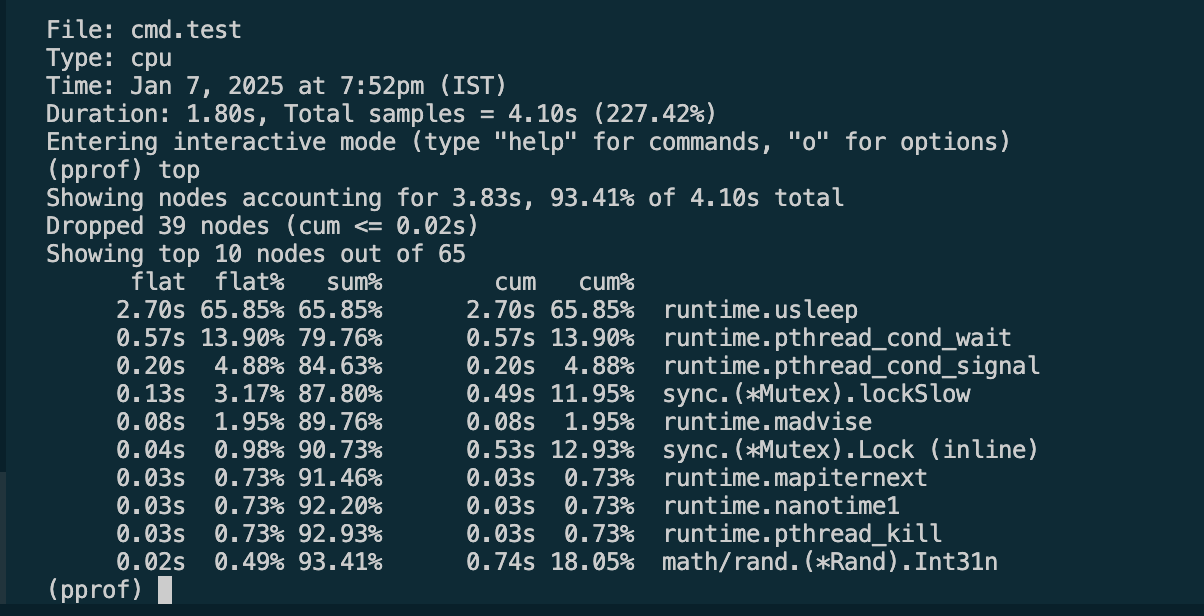 File: cmd.test
Type: cpu
Time: Jan 7, 2025 at 7:52pm (IST)
Duration: 1.80s, Total samples = 4.10s (227.42%)
Entering interactive mode (type "help" for commands, "o" for options)
(pprof) top
Showing nodes accounting for 3.83s, 93.41% of 4.10s total
Dropped 39 nodes (cum <= 0.02s)
Showing top 10 nodes out of 65
      flat  flat%   sum%        cum   cum%
     2.70s 65.85% 65.85%      2.70s 65.85%  runtime.usleep
     0.57s 13.90% 79.76%      0.57s 13.90%  runtime.pthread_cond_wait
     0.20s  4.88% 84.63%      0.20s  4.88%  runtime.pthread_cond_signal
     0.13s  3.17% 87.80%      0.49s 11.95%  sync.(*Mutex).lockSlow
     0.08s  1.95% 89.76%      0.08s  1.95%  runtime.madvise
     0.04s  0.98% 90.73%      0.53s 12.93%  sync.(*Mutex).Lock (inline)
     0.03s  0.73% 91.46%      0.03s  0.73%  runtime.mapiternext
     0.03s  0.73% 92.20%      0.03s  0.73%  runtime.nanotime1
     0.03s  0.73% 92.93%      0.03s  0.73%  runtime.pthread_kill
     0.02s  0.49% 93.41%      0.74s 18.05%  math/rand.(*Rand).Int31n
(pprof)